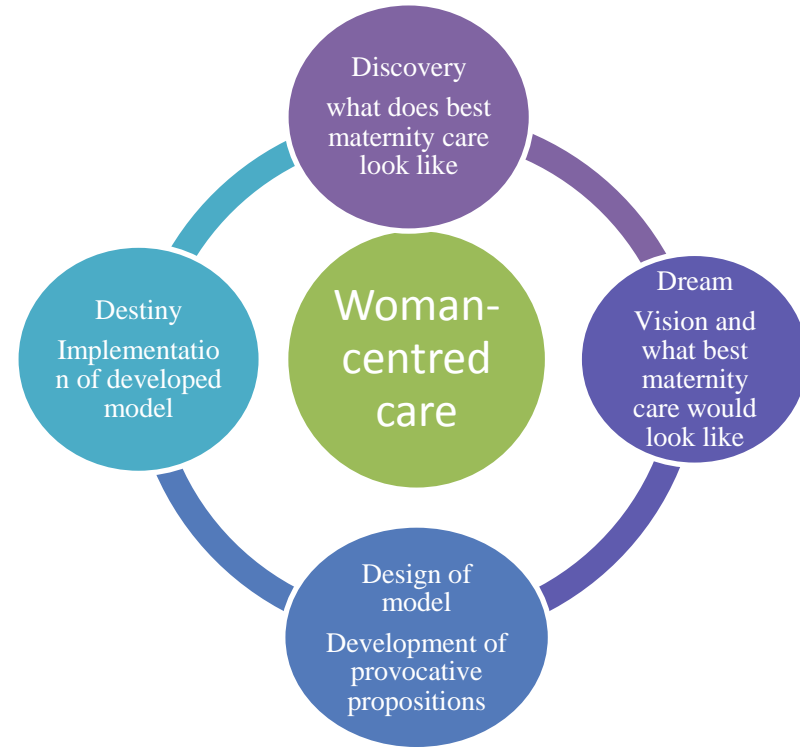 Discovery
what does best
maternity care
look like
Dream
Vision and
what best
maternity
care would
look like
Design of
model
Development of
provocative
propositions
Destiny
Implementatio
n of developed
model
Woman-
centred
care